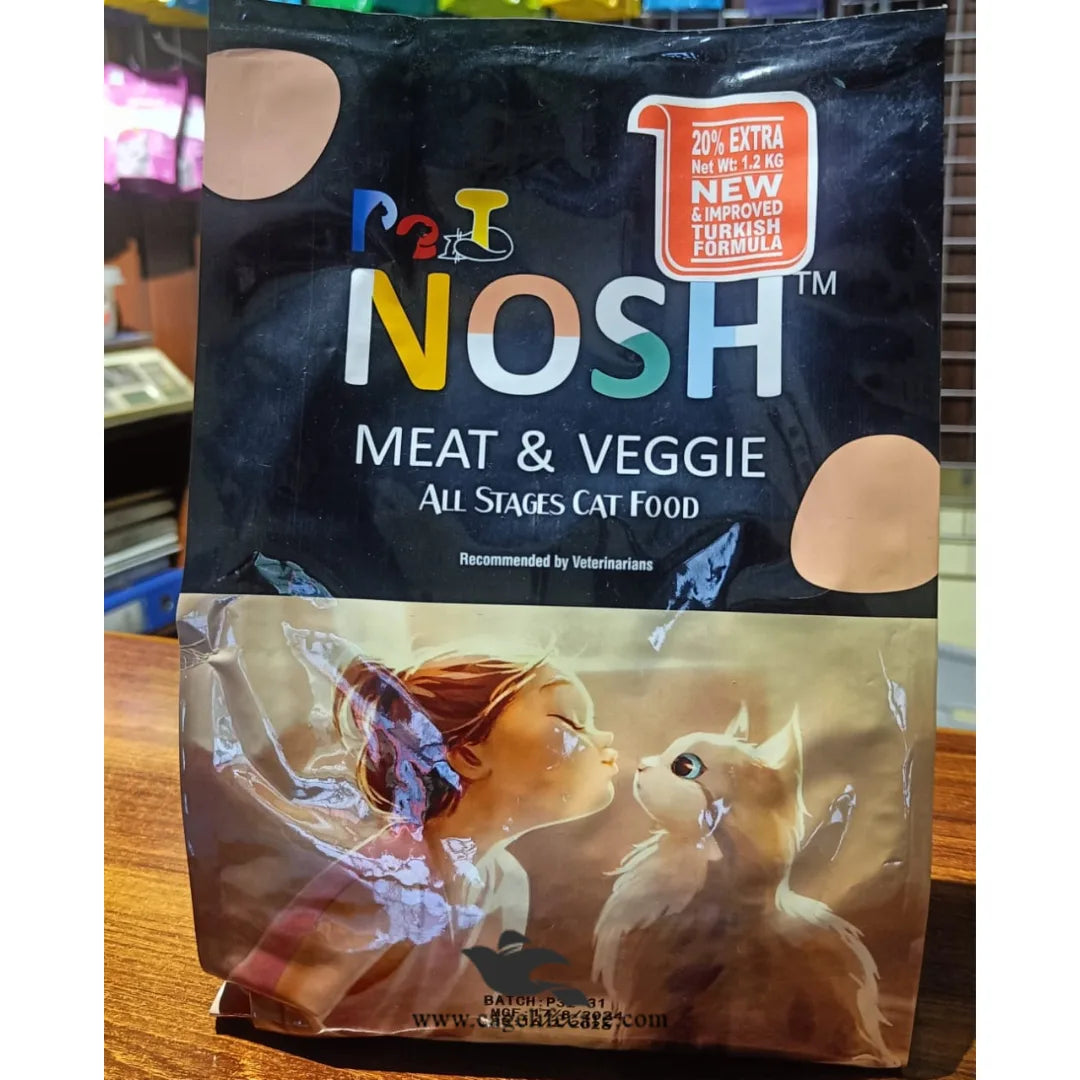 20% EXTRA
Net Wt: 1.2 KG
NEW
& IMPROVED
TURKISH
FORMULA
PET
NOSH™
MEAT & VEGGIE
ALL STAGES CAT FOOD
Recommended by Veterinarians
BATCH: